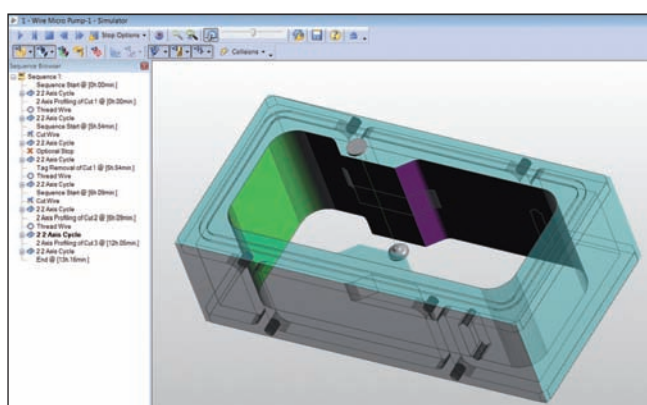 1 - Wire Micro Pump-1 - Simulator
Stop Options
Collisions
Sequence Browser
Sequence 1
Sequence Start @ [0h:00min]
2 2 Axis Cycle
2 Axis Profiling of Cut 1 @ [0h:00min]
Thread Wire
2 2 Axis Cycle
Sequence Start @ [5h:54min]
Cut Wire
2 2 Axis Cycle
Optional Stop
2 2 Axis Cycle
Tag Removal of Cut 1 @ [5h:54min]
Thread Wire
2 2 Axis Cycle
Sequence Start @ [6h:09min]
Cut Wire
2 2 Axis Cycle
2 Axis Profiling of Cut 2 @ [6h:09min]
Thread Wire
2 2 Axis Cycle
2 Axis Profiling of Cut 3 @ [12h:05min]
2 2 Axis Cycle
End @ [13h:16min]